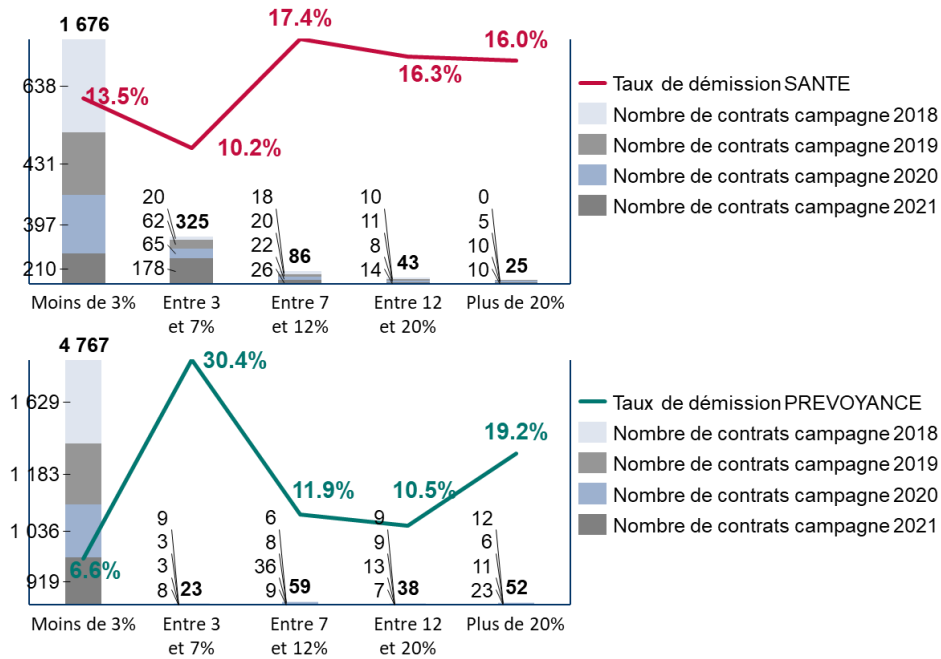 1 676
17.4%
16.0%
638
13.5%
16.3%
10.2%
431
20
18
10
0
62
325
20
11
5
397
65
22
86
8
43
10
25
210
178
26
14
10
Moins de 3%
Entre 3
et 7%
Entre 7
et 12%
Entre 12
et 20%
Plus de 20%
Taux de démission SANTE
Nombre de contrats campagne 2018
Nombre de contrats campagne 2019
Nombre de contrats campagne 2020
Nombre de contrats campagne 2021
4 767
30.4%
1 629
19.2%
1 183
11.9%
10.5%
9
6
9
12
1 036
3
8
9
6
6.6%
3
36
13
11
919
8
23
9
59
7
38
23
52
Moins de 3%
Entre 3
et 7%
Entre 7
et 12%
Entre 12
et 20%
Plus de 20%
Taux de démission PREVOYANCE
Nombre de contrats campagne 2018
Nombre de contrats campagne 2019
Nombre de contrats campagne 2020
Nombre de contrats campagne 2021